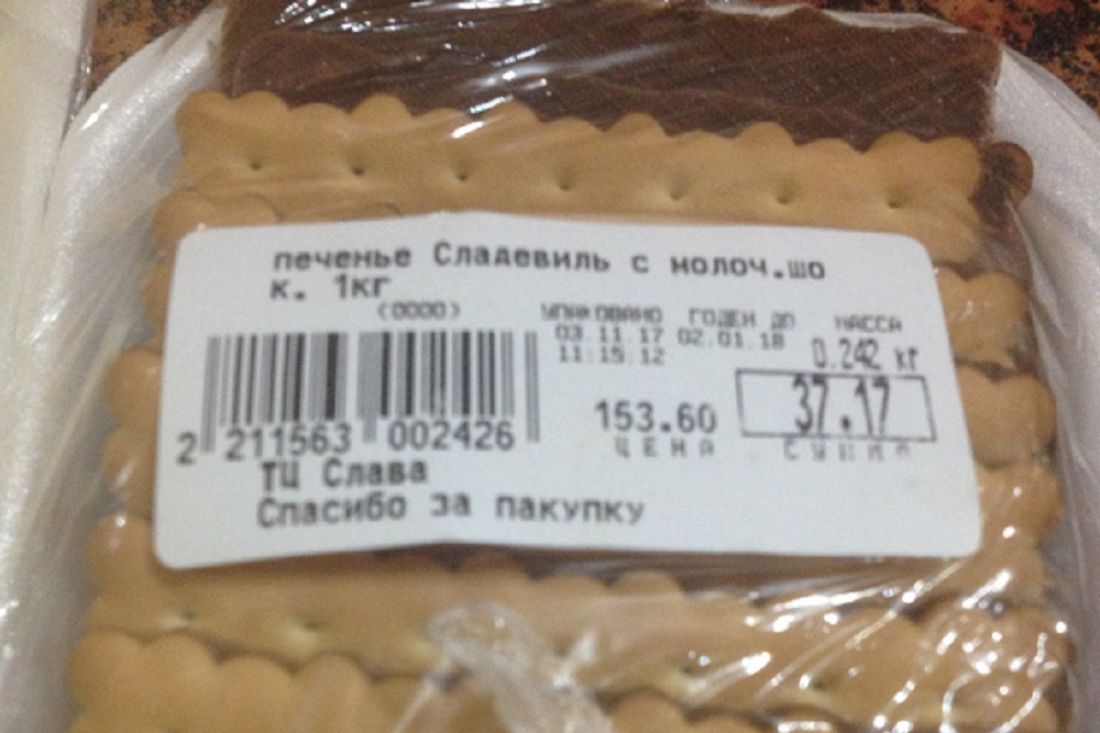 печенье Сладевиль с молоч.шо
к. 1кг
(0000)
УПАКОВАНО ГОДЕН ДО МАССА
03.11.17 02.01.18 0.242 кг
11:15:12
153.60 37.17
ЦЕНА СУММА
2 211563 002426
ТЦ Слава
Спасибо за пакупку